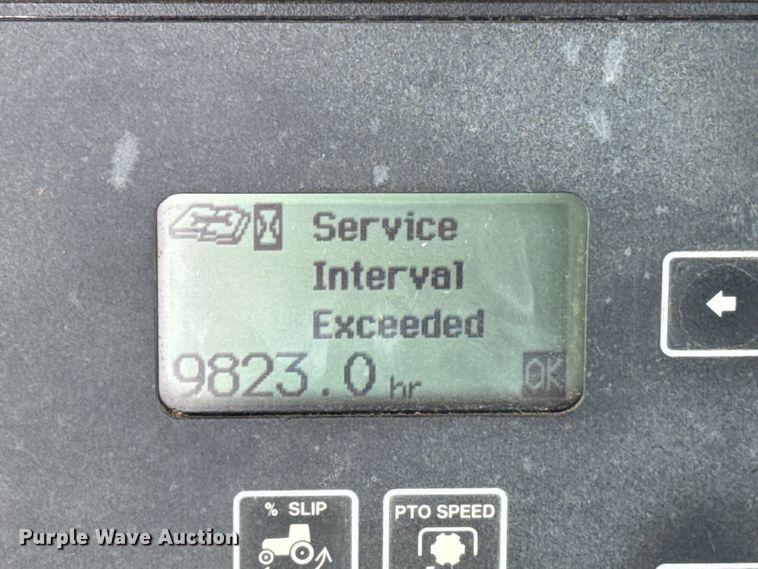 Service
Interval
Exceeded
9823.0 hr OK
% SLIP
PTO SPEED
Purple Wave Auction